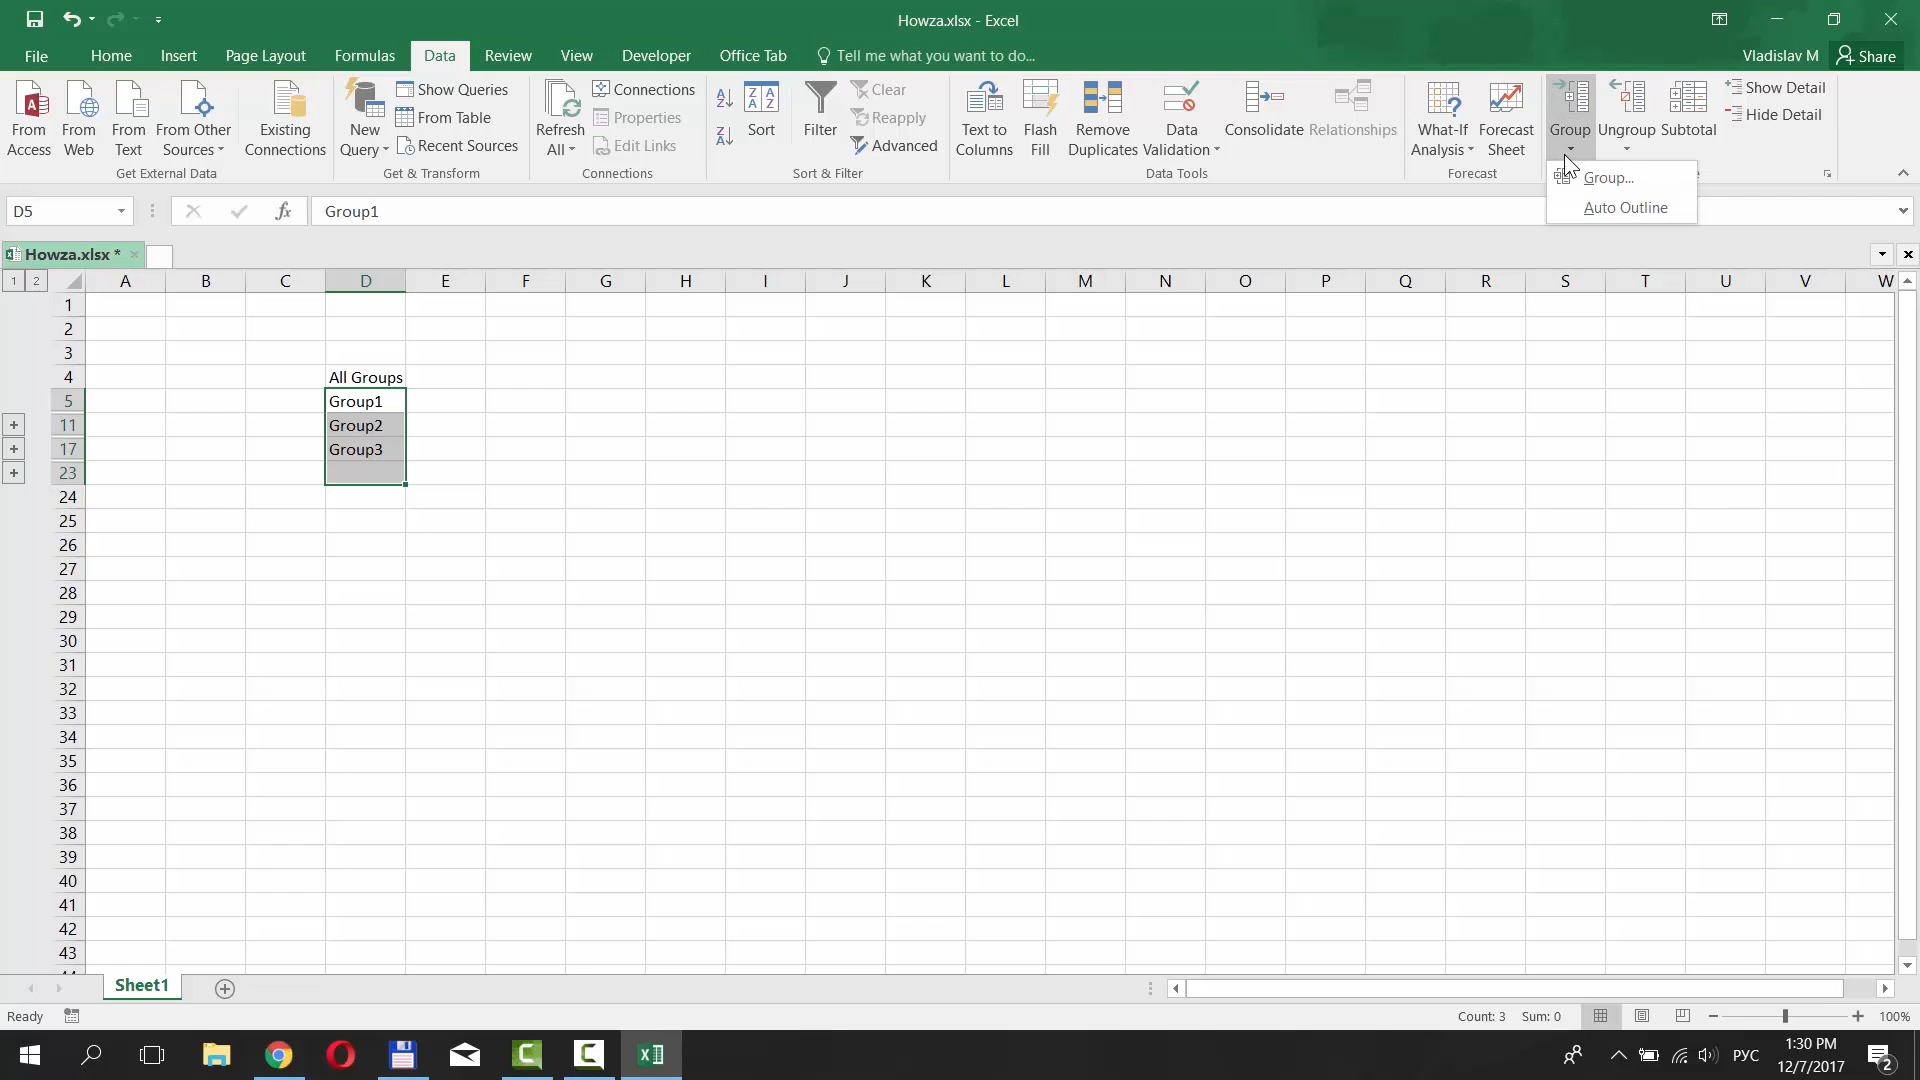 Howza.xlsx - Excel
File Home Insert Page Layout Formulas Data Review View Developer Office Tab Tell me what you want to do... Vladislav M Share
From Access
From Web
From Text
From Other Sources
Existing Connections
Get External Data
New Query
Show Queries
From Table
Recent Sources
Get & Transform
Refresh All
Connections
Properties
Edit Links
Connections
A Z
Z A
Z A A Z
Sort
Filter
Clear
Reapply
Advanced
Sort & Filter
Text to Columns
Flash Fill
Remove Duplicates
Data Validation
Consolidate
Relationships
Data Tools
What-If Analysis
Forecast Sheet
Forecast
Group
Ungroup
Subtotal
Show Detail
Hide Detail
Group...
Auto Outline
D5 fx Group1
Howza.xlsx *
1 2 A B C D E F G H I J K L M N O P Q R S T U V W
1
2
3
4 All Groups
5 Group1
11 Group2
17 Group3
23
24
25
26
27
28
29
30
31
32
33
34
35
36
37
38
39
40
41
42
43
Sheet1
Ready Count: 3 Sum: 0 100%
РУС 1:30 PM
12/7/2017
2